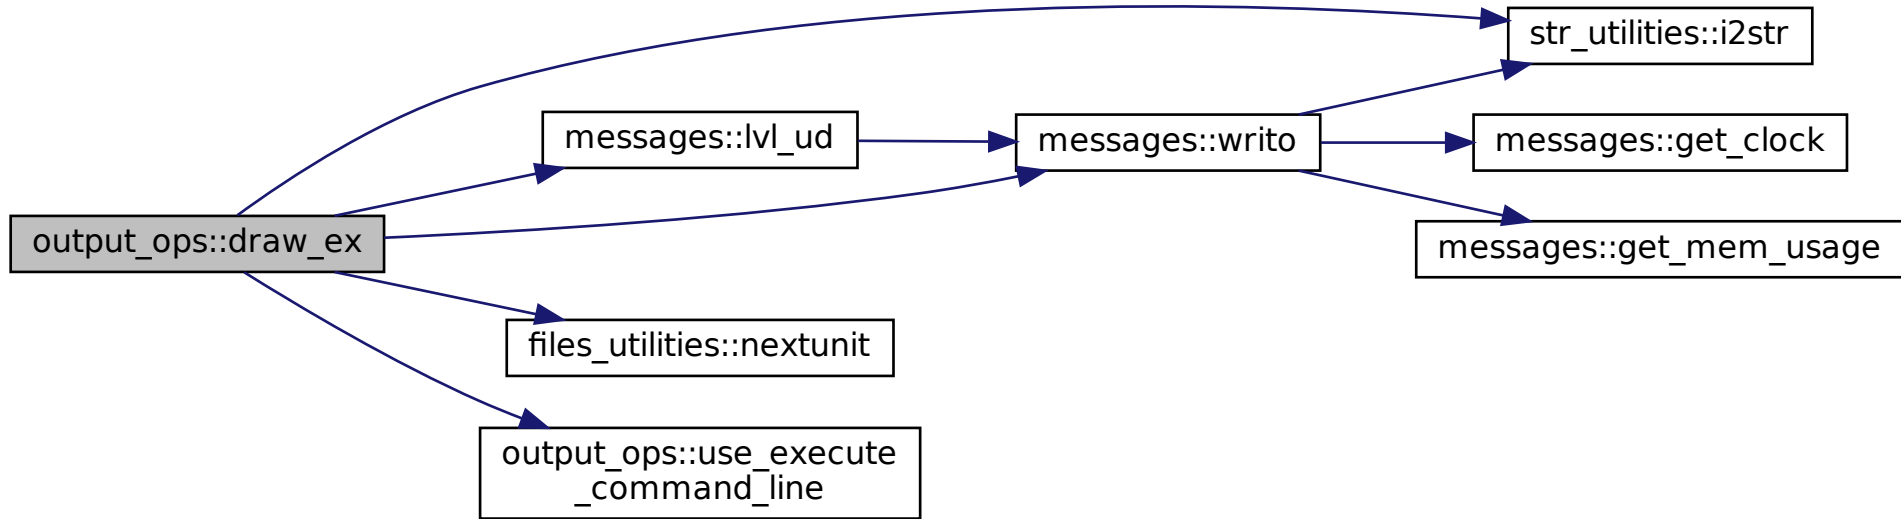 str_utilities::i2str
messages::lvl_ud
messages::writo
messages::get_clock
output_ops::draw_ex
messages::get_mem_usage
files_utilities::nextunit
output_ops::use_execute
_command_line